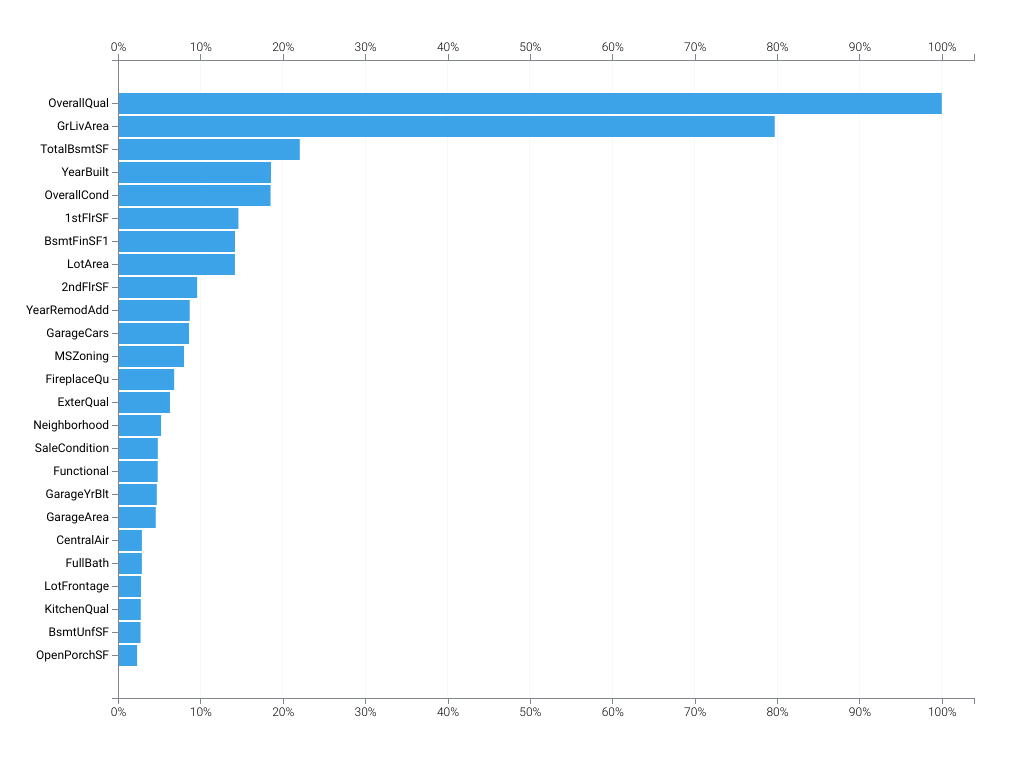 0% 10% 20% 30% 40% 50% 60% 70% 80% 90% 100%
OverallQual
GrLivArea
TotalBsmtSF
YearBuilt
OverallCond
1stFlrSF
BsmtFinSF1
LotArea
2ndFlrSF
YearRemodAdd
GarageCars
MSZoning
FireplaceQu
ExterQual
Neighborhood
SaleCondition
Functional
GarageYrBlt
GarageArea
CentralAir
FullBath
LotFrontage
KitchenQual
BsmtUnfSF
OpenPorchSF
0% 10% 20% 30% 40% 50% 60% 70% 80% 90% 100%